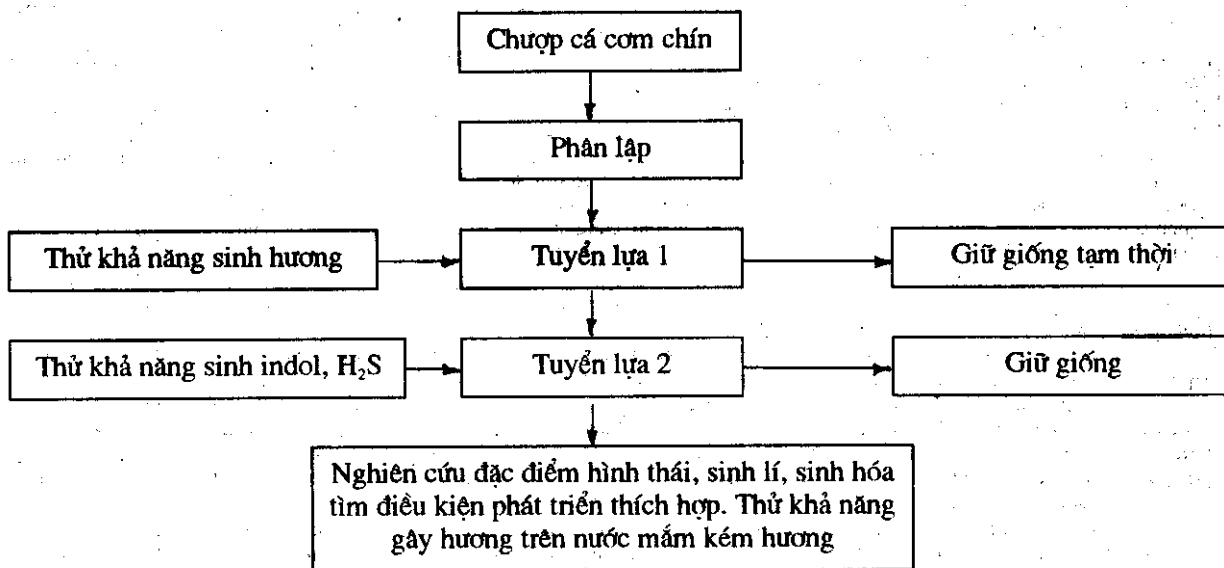 Chượp cá cơm chín
Phân lập
Thử khả năng sinh hương
Tuyển lựa 1
Giữ giống tạm thời
Thử khả năng sinh indol, H₂S
Tuyển lựa 2
Giữ giống
Nghiên cứu đặc điểm hình thái, sinh lí, sinh hóa
tìm điều kiện phát triển thích hợp. Thử khả năng
gây hương trên nước mắm kém hương